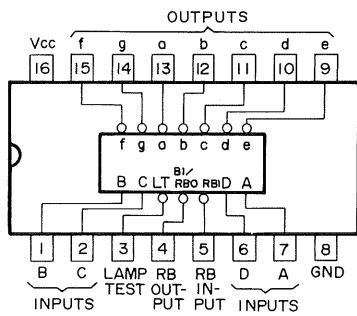 OUTPUTS
Vcc f g a b c d e
16 15 14 13 12 11 10 9
f g a b c d e
B C LT BI/RBO RBI D A
1 2 3 4 5 6 7 8
B C LAMP TEST RB OUT-PUT RB IN-PUT D A GND
INPUTS INPUTS